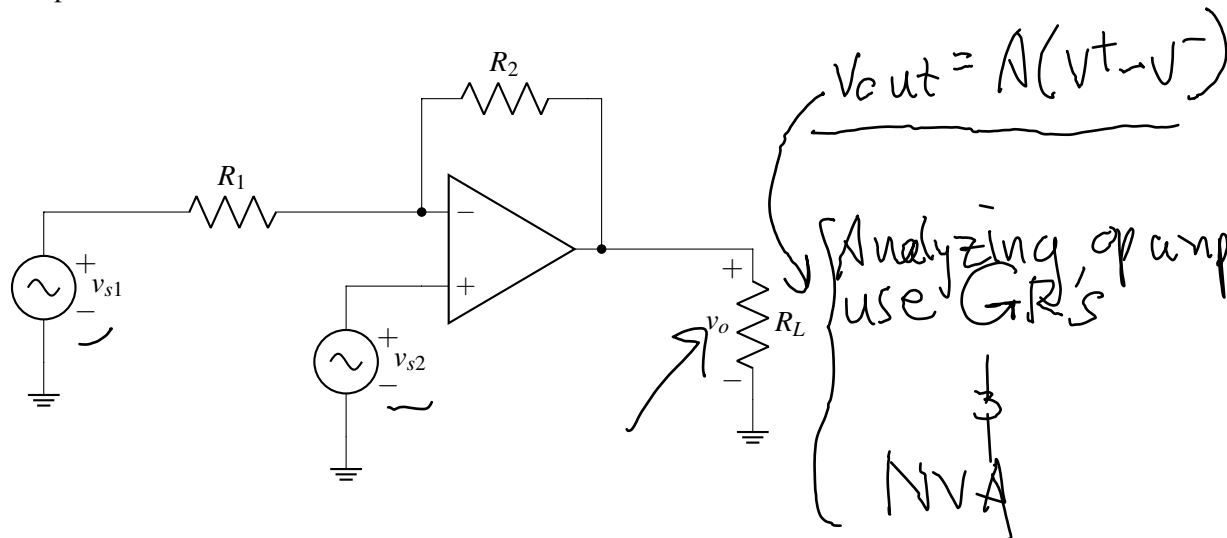 R2
Vout = A(V+ - V-)
R1
−
+
vs1
−
+
+
vs2
−
+
vo
−
RL
Analyzing op amp
use GR's
NVA